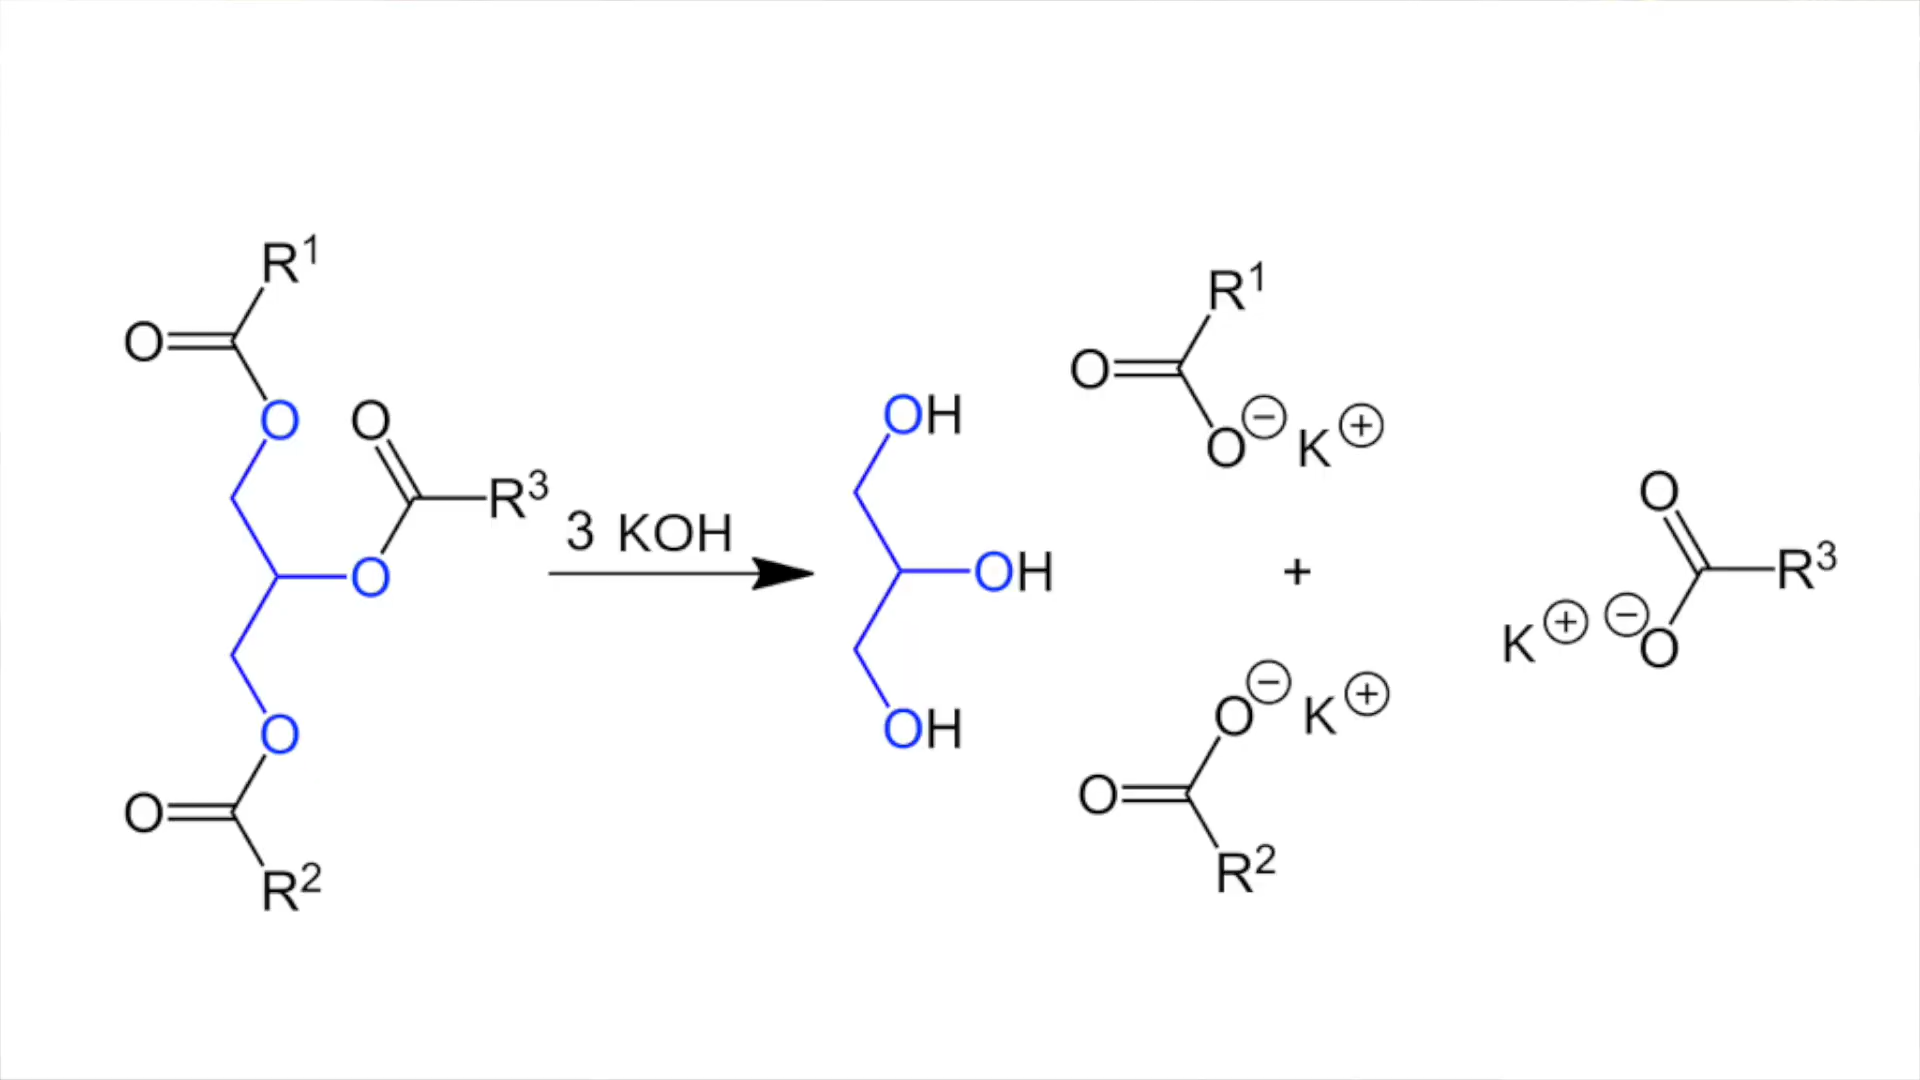 R¹
O
O
O
R³
O
O
O
R²
3 KOH
OH
OH
OH
R¹
O
O⊖ K⊕
+
O⊖ K⊕
O
R²
O
R³
K⊕ ⊖O